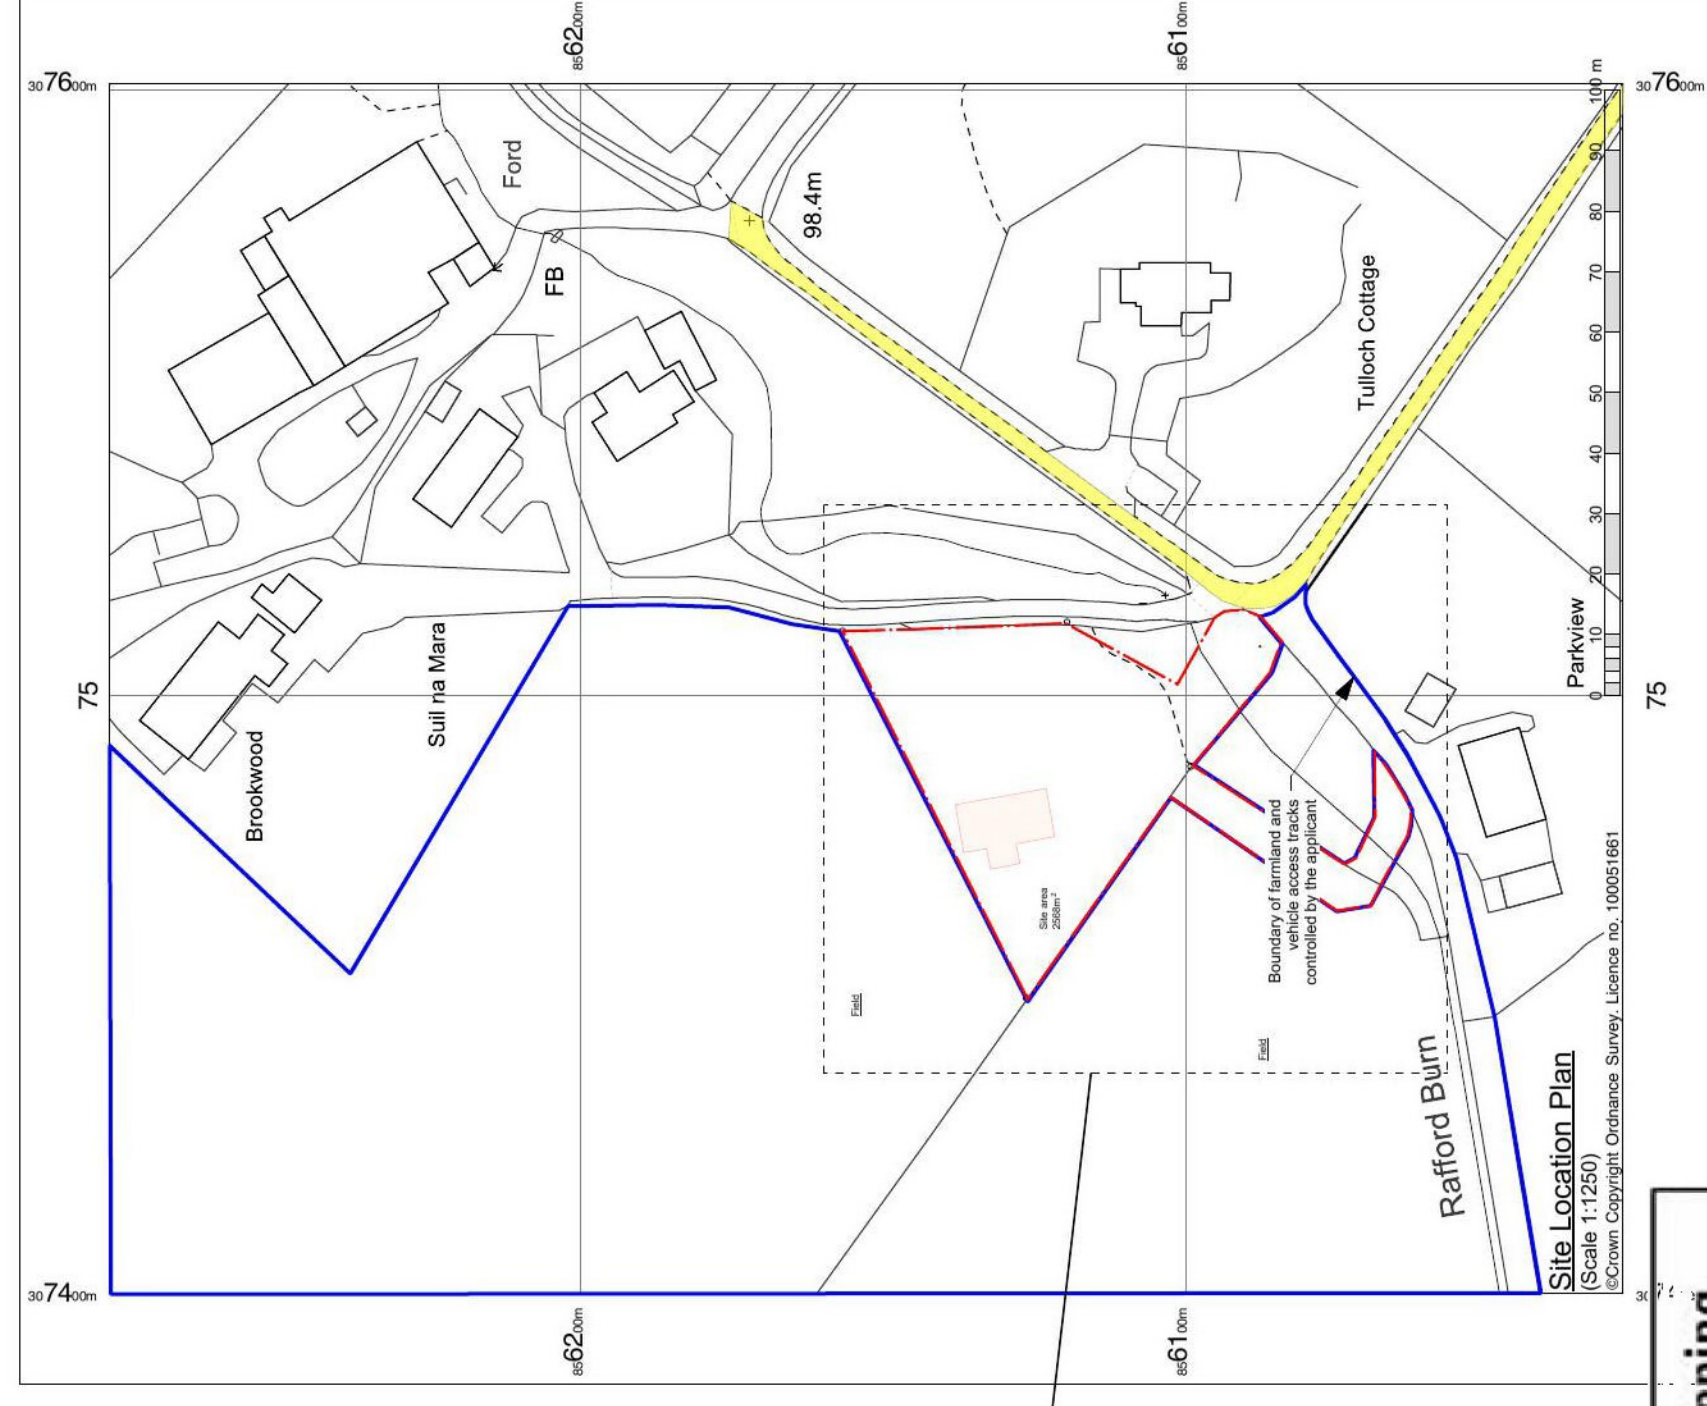 8562 00m
8561 00m
3076 00m
3076 00m
Ford
98.4m
FB
Tulloch Cottage
100 m
90
80
70
60
50
40
30
20
10
0
Parkview
75
75
Suil na Mara
Brookwood
Boundary of farmland and
vehicle access tracks
controlled by the applicant
Site area
2568m²
Field
Field
Rafford Burn
Site Location Plan
(Scale 1:1250)
©Crown Copyright Ordnance Survey. Licence no. 100051661
3074 00m
8562 00m
8561 00m